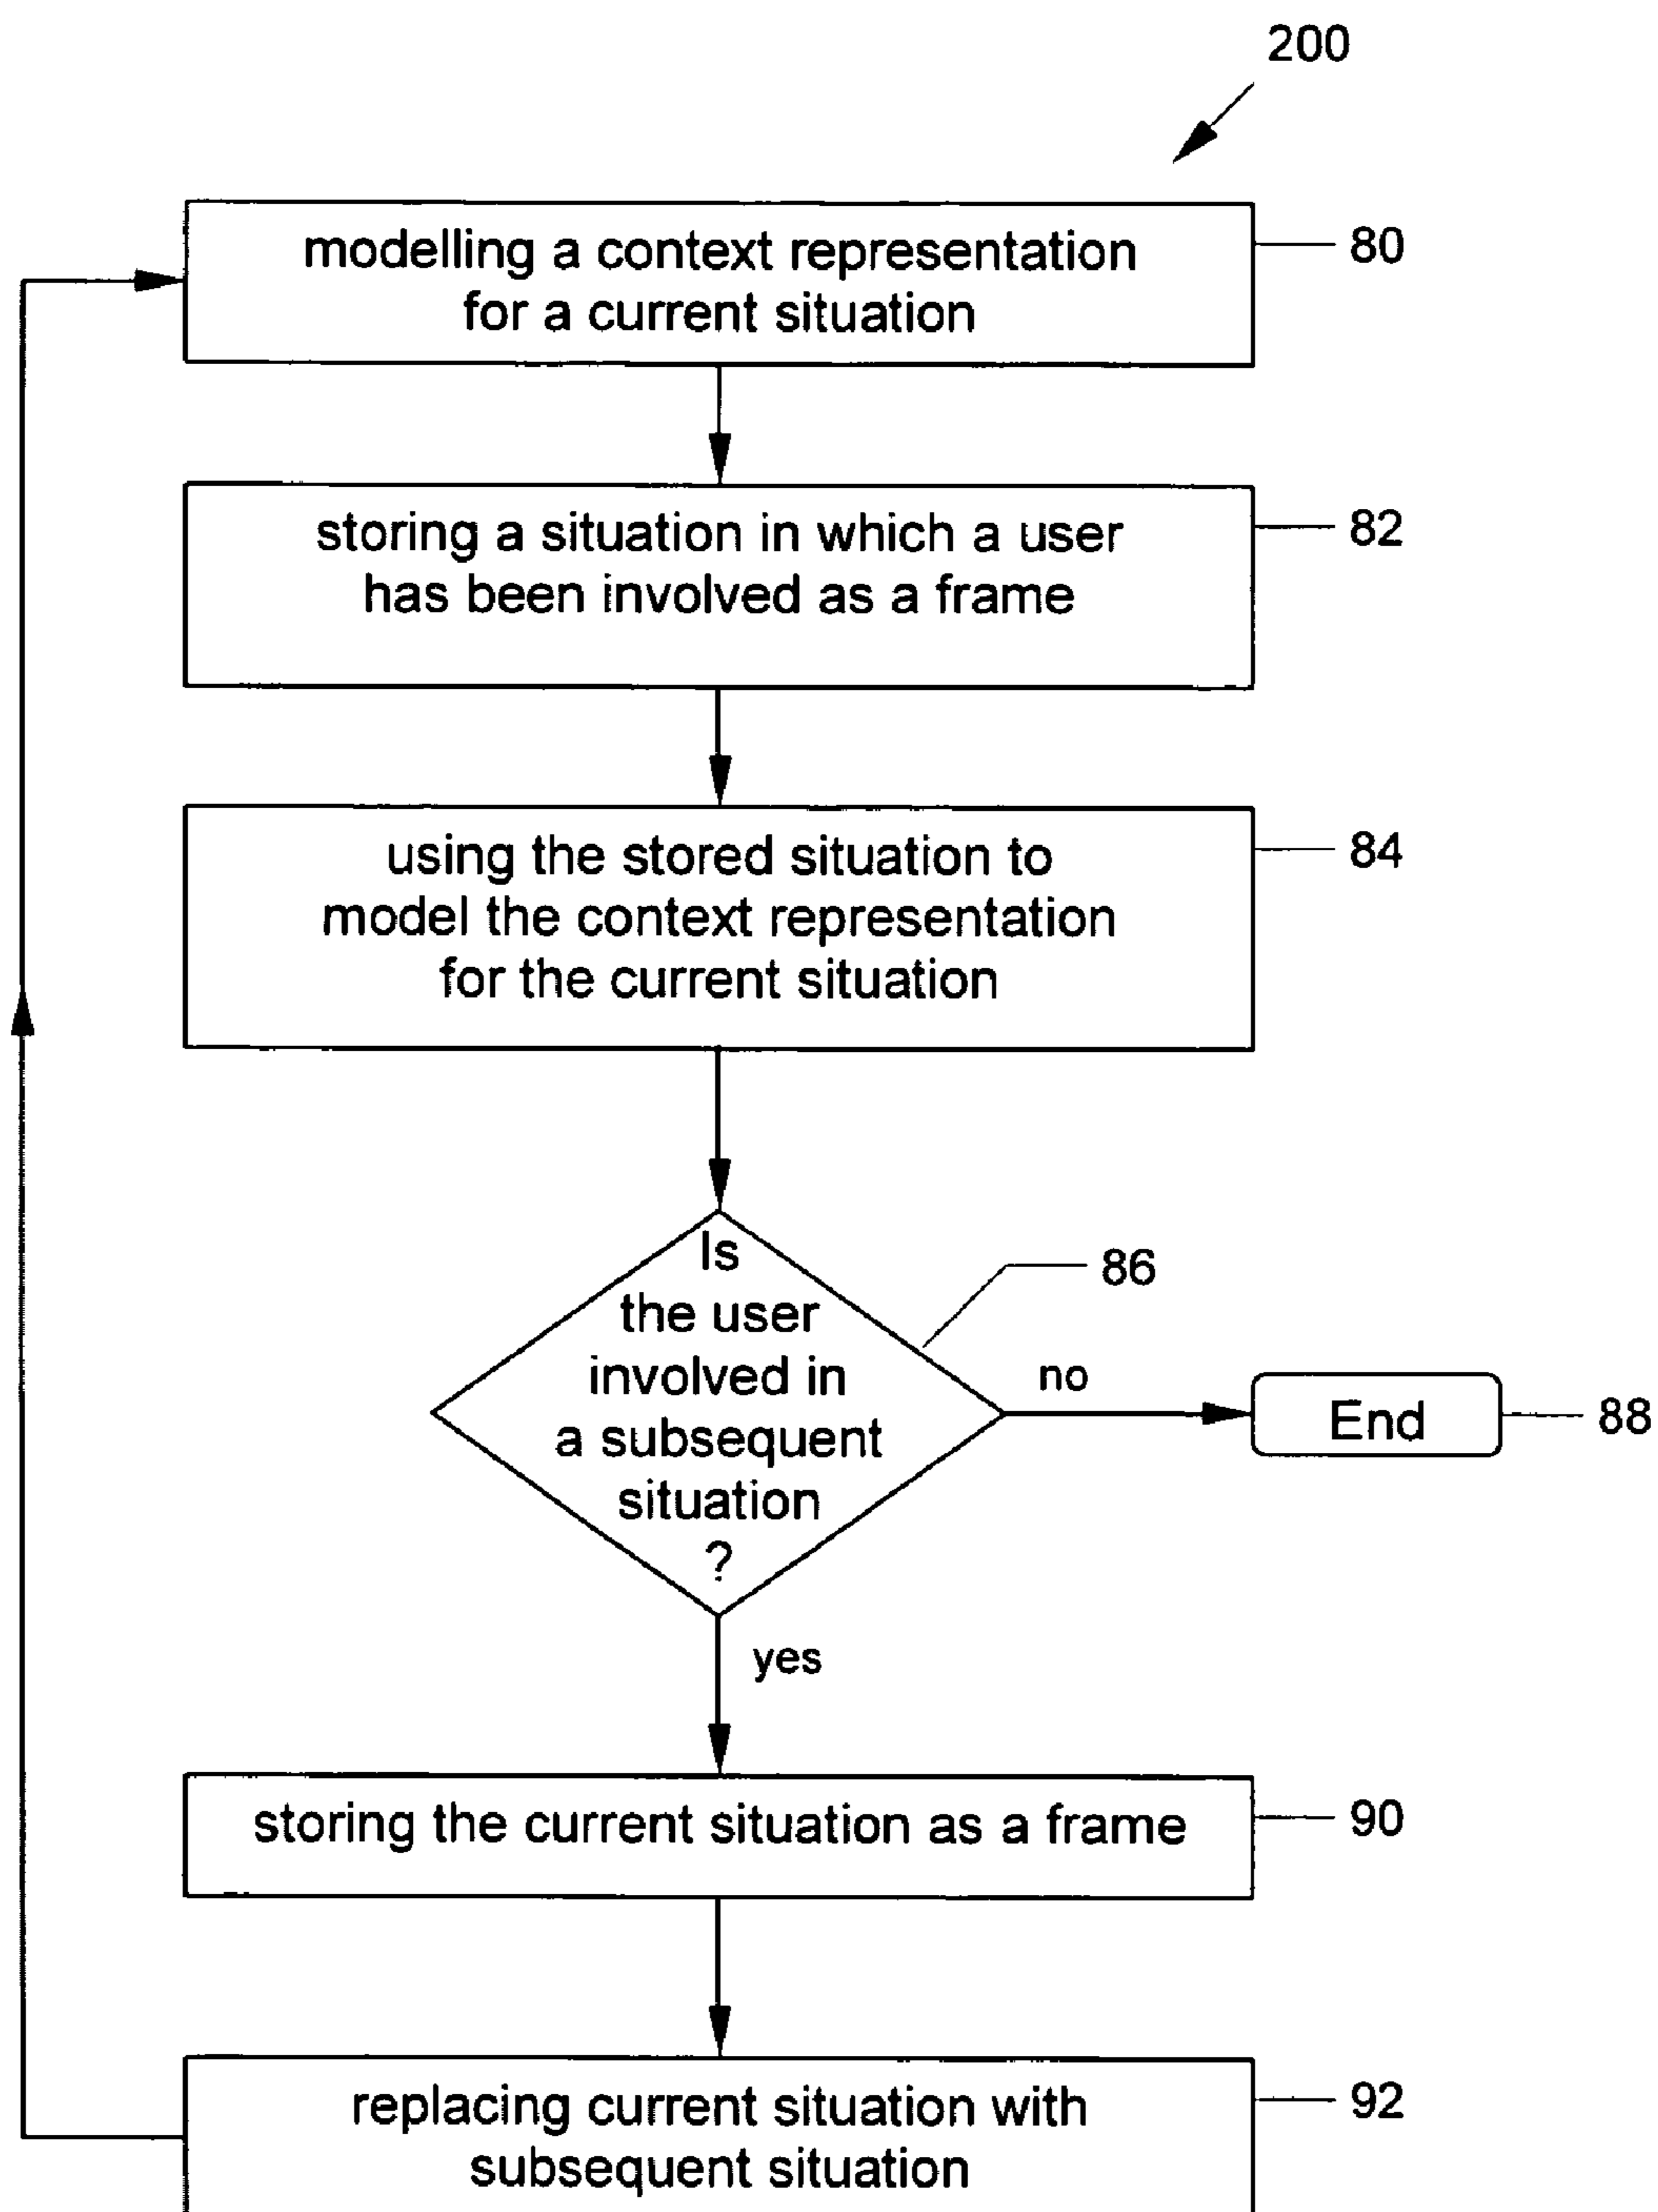 200
modelling a context representation
for a current situation
80
storing a situation in which a user
has been involved as a frame
82
using the stored situation to
model the context representation
for the current situation
84
Is
the user
involved in
a subsequent
situation
?
86
no
End
88
yes
storing the current situation as a frame
90
replacing current situation with
subsequent situation
92